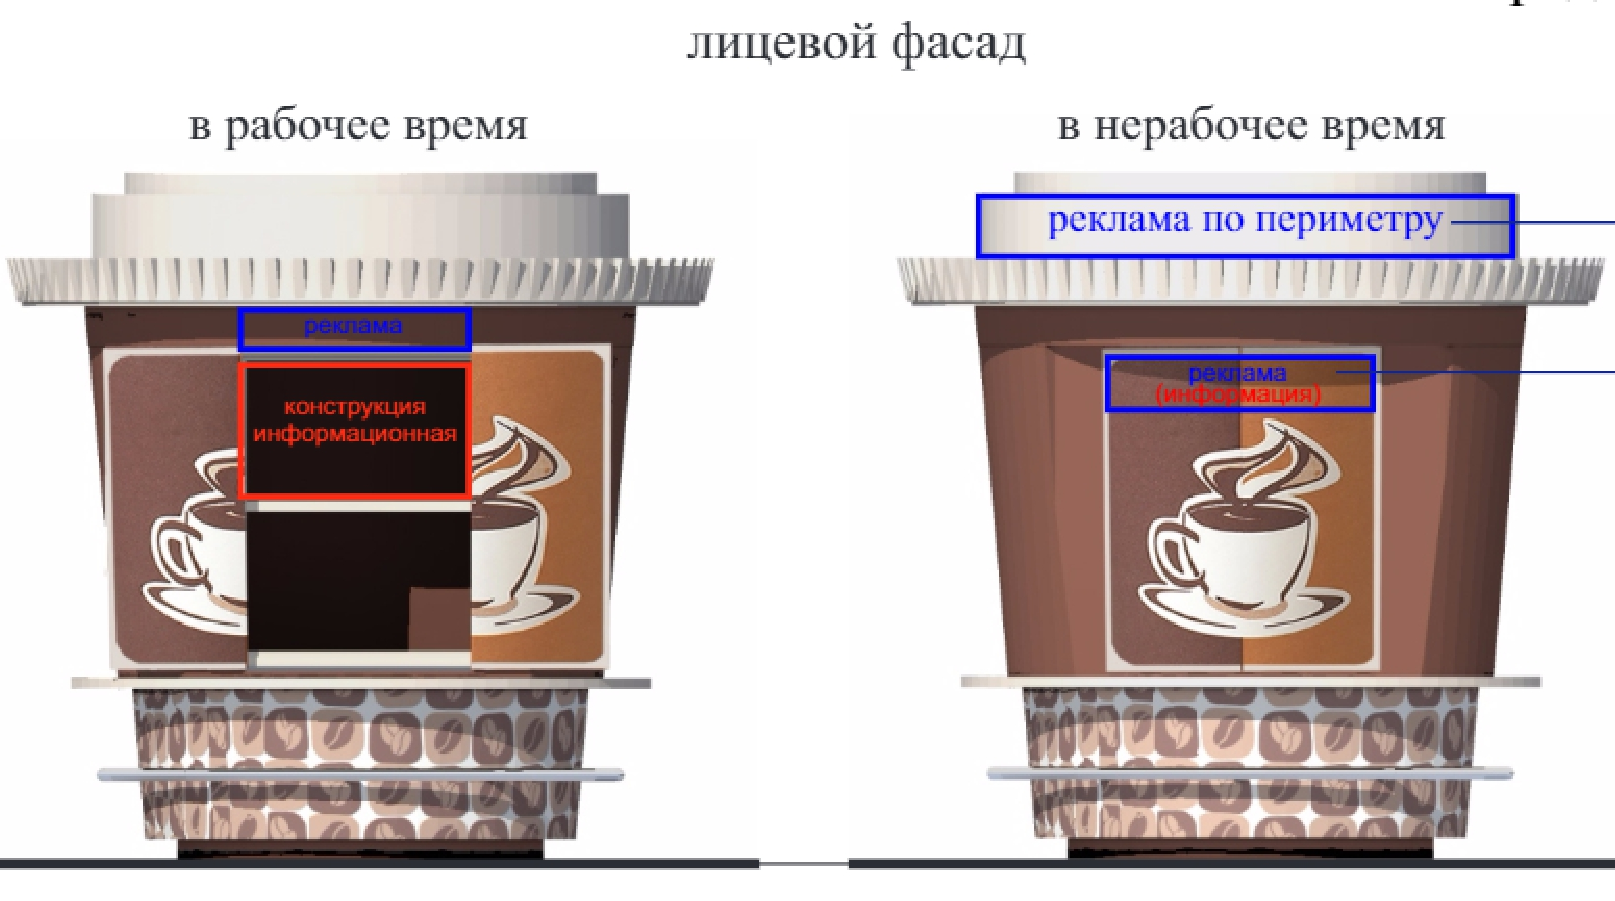 лицевой фасад
в рабочее время
в нерабочее время
реклама по периметру
реклама
реклама
(информация)
конструкция
информационная